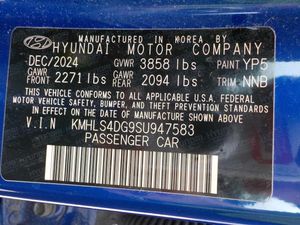 HYUNDAI MOTOR COMPANY
MADE IN KOREA
DEC/2024 GVWR 3858 lbs PAINT YP5
GAWR FRONT 2271 lbs GAWR REAR 2094 lbs TRIM NNB
THIS VEHICLE CONFORMS TO ALL APPLICABLE
FEDERAL MOTOR VEHICLE SAFETY, BUMPER, AND
THEFT PREVENTION STANDARDS IN EFFECT ON
THE DATE OF MANUFACTURE SHOWN ABOVE.
V.I.N KMHLS4DG9SU947583
PASSENGER CAR